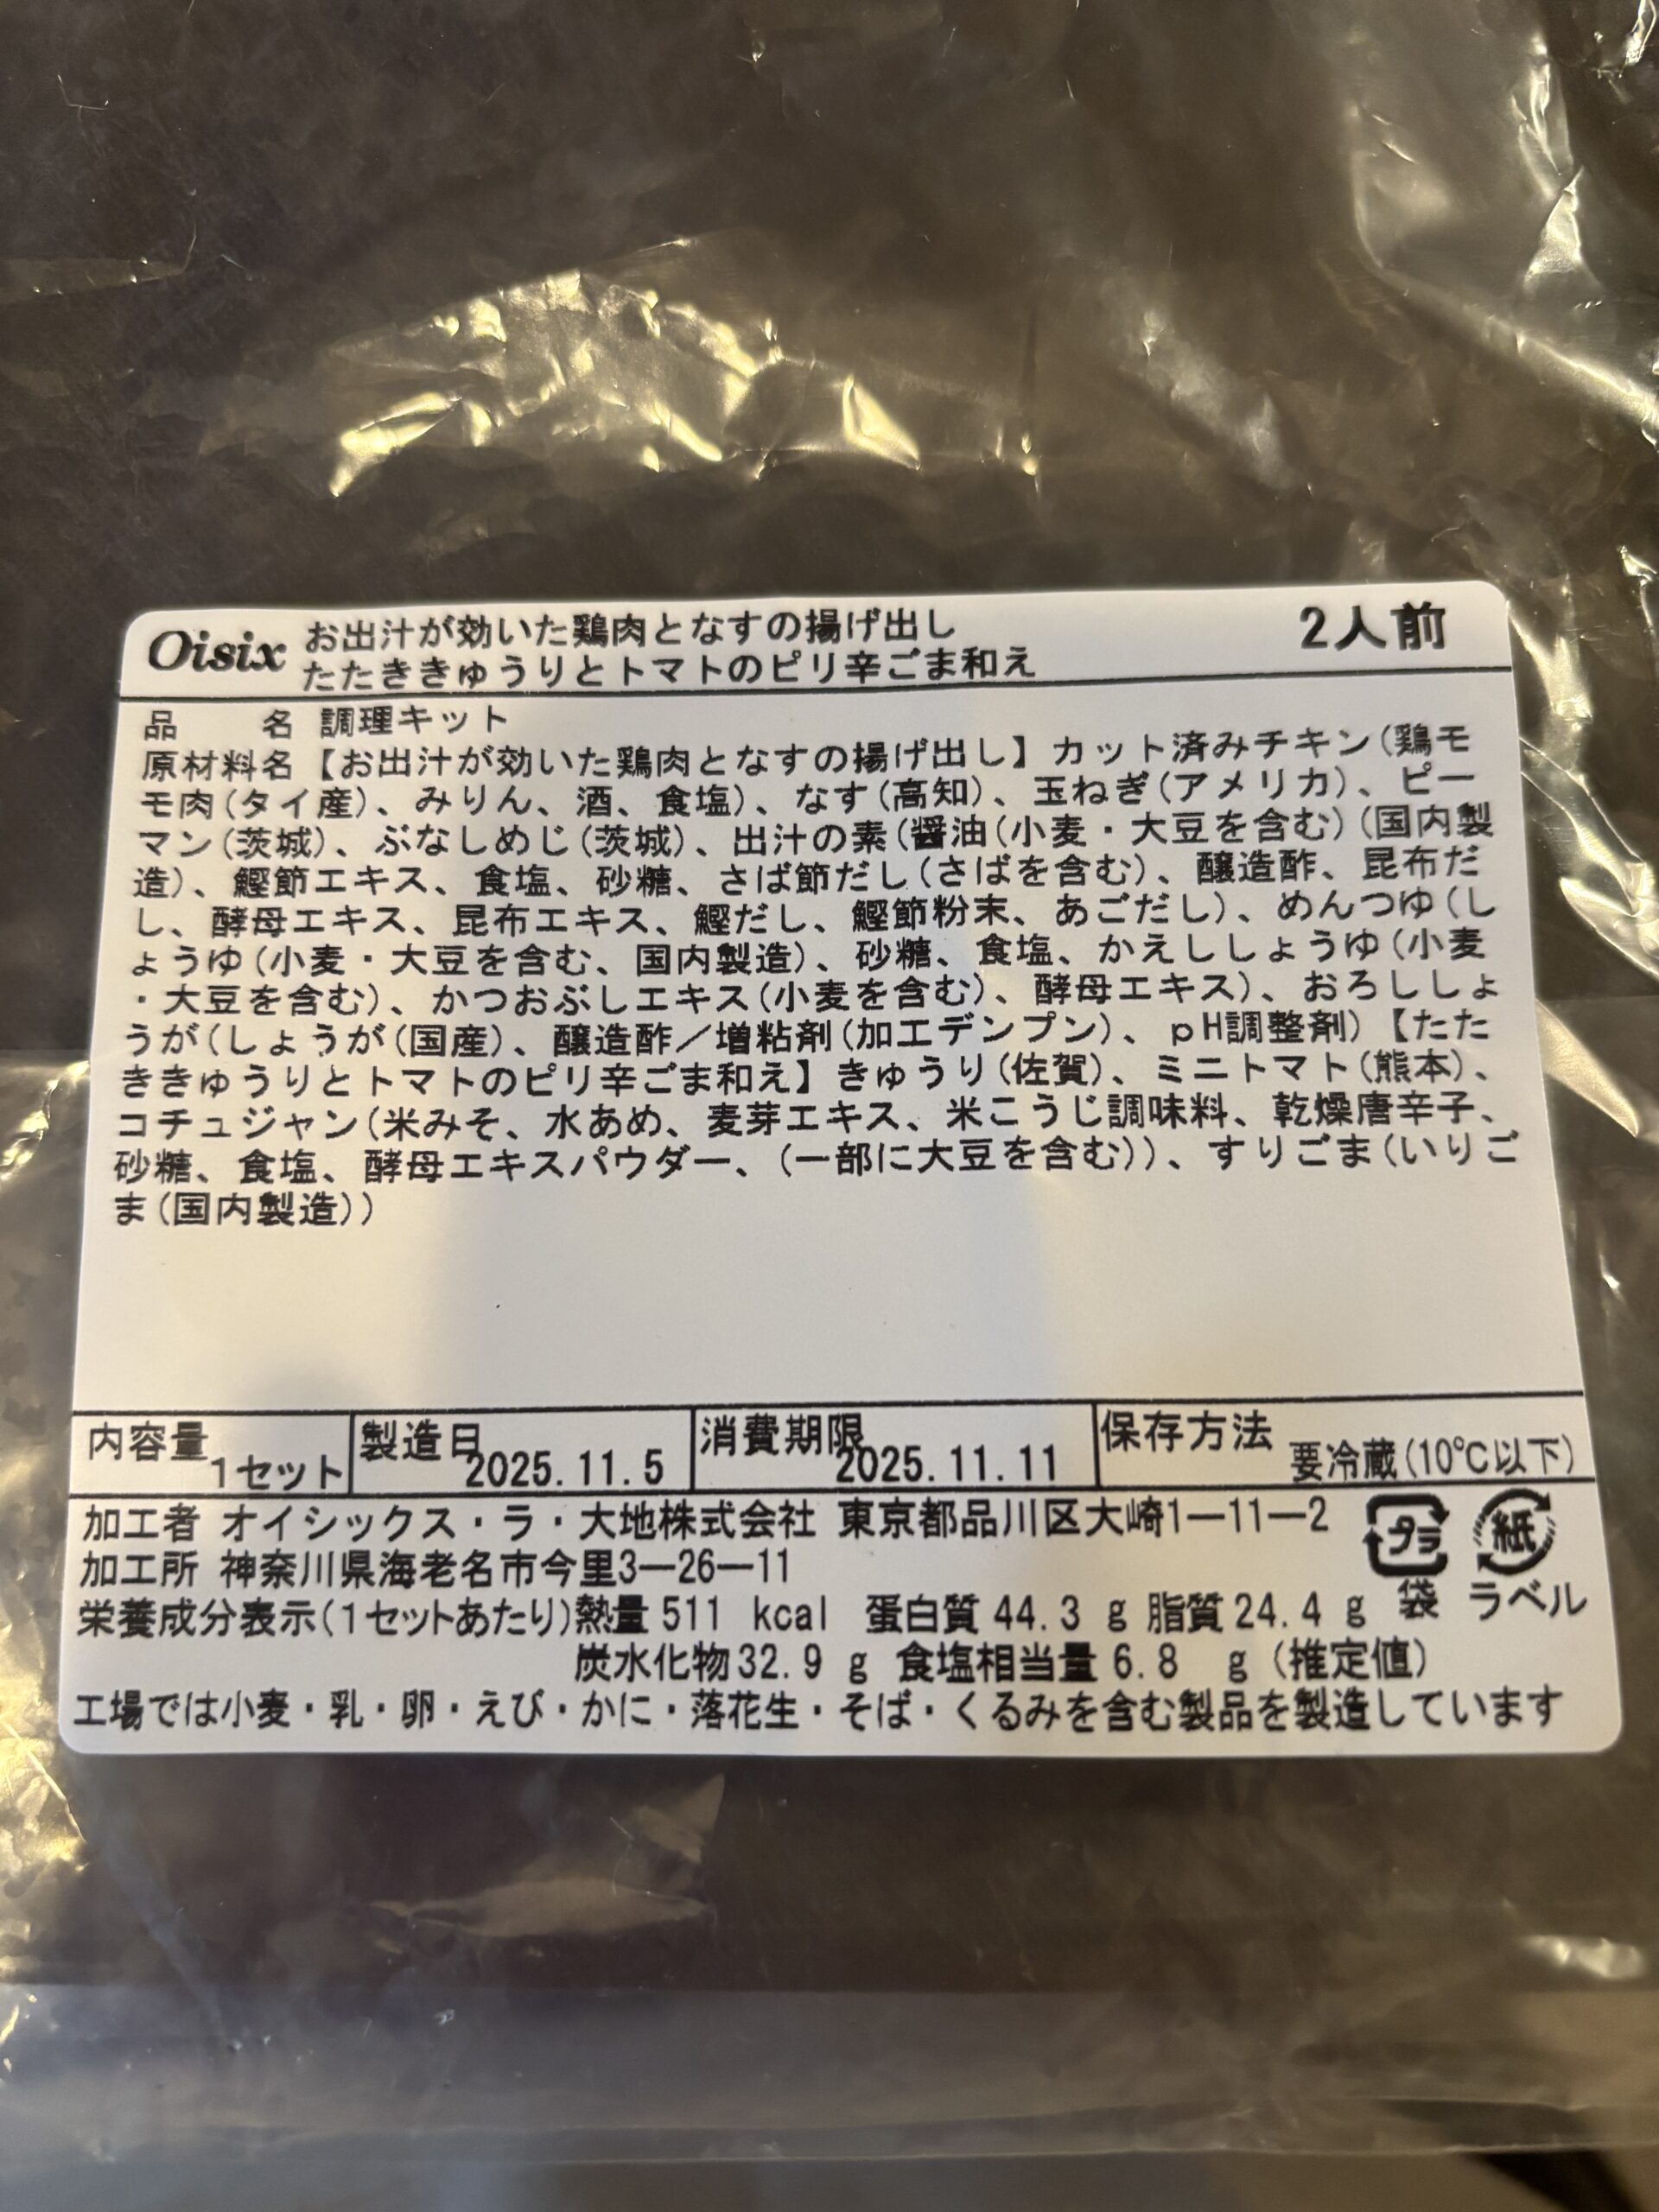 Oisix お出汁が効いた鶏肉となすの揚げ出し
たたききゅうりとトマトのピリ辛ごま和え
2人前
品　名 調理キット
原材料名【お出汁が効いた鶏肉となすの揚げ出し】カット済みチキン(鶏モ
モ肉(タイ産)、みりん、酒、食塩)、なす(高知)、玉ねぎ(アメリカ)、ピー
マン(茨城)、ぶなしめじ(茨城)、出汁の素(醤油(小麦・大豆を含む)(国内製
造)、鰹節エキス、食塩、砂糖、さば節だし(さばを含む)、醸造酢、昆布だ
し、酵母エキス、昆布エキス、鰹だし、鰹節粉末、あごだし)、めんつゆ(し
ょうゆ(小麦・大豆を含む、国内製造)、砂糖、食塩、かえししょうゆ(小麦
・大豆を含む)、かつおぶしエキス(小麦を含む)、酵母エキス)、おろししょ
うが(しょうが(国産)、醸造酢／増粘剤(加工デンプン)、pH調整剤)【たた
ききゅうりとトマトのピリ辛ごま和え】きゅうり(佐賀)、ミニトマト(熊本)、
コチュジャン(米みそ、水あめ、麦芽エキス、米こうじ調味料、乾燥唐辛子、
砂糖、食塩、酵母エキスパウダー、(一部に大豆を含む))、すりごま(いりご
ま(国内製造))
内容量 1セット 製造日 2025.11.5 消費期限 2025.11.11 保存方法 要冷蔵(10℃以下)
加工者 オイシックス・ラ・大地株式会社 東京都品川区大崎1―11―2
加工所 神奈川県海老名市今里3―26―11
プラ 袋
紙 ラベル
栄養成分表示(1セットあたり)熱量 511 kcal 蛋白質 44.3 g 脂質 24.4 g
炭水化物 32.9 g 食塩相当量 6.8 g (推定値)
工場では小麦・乳・卵・えび・かに・落花生・そば・くるみを含む製品を製造しています